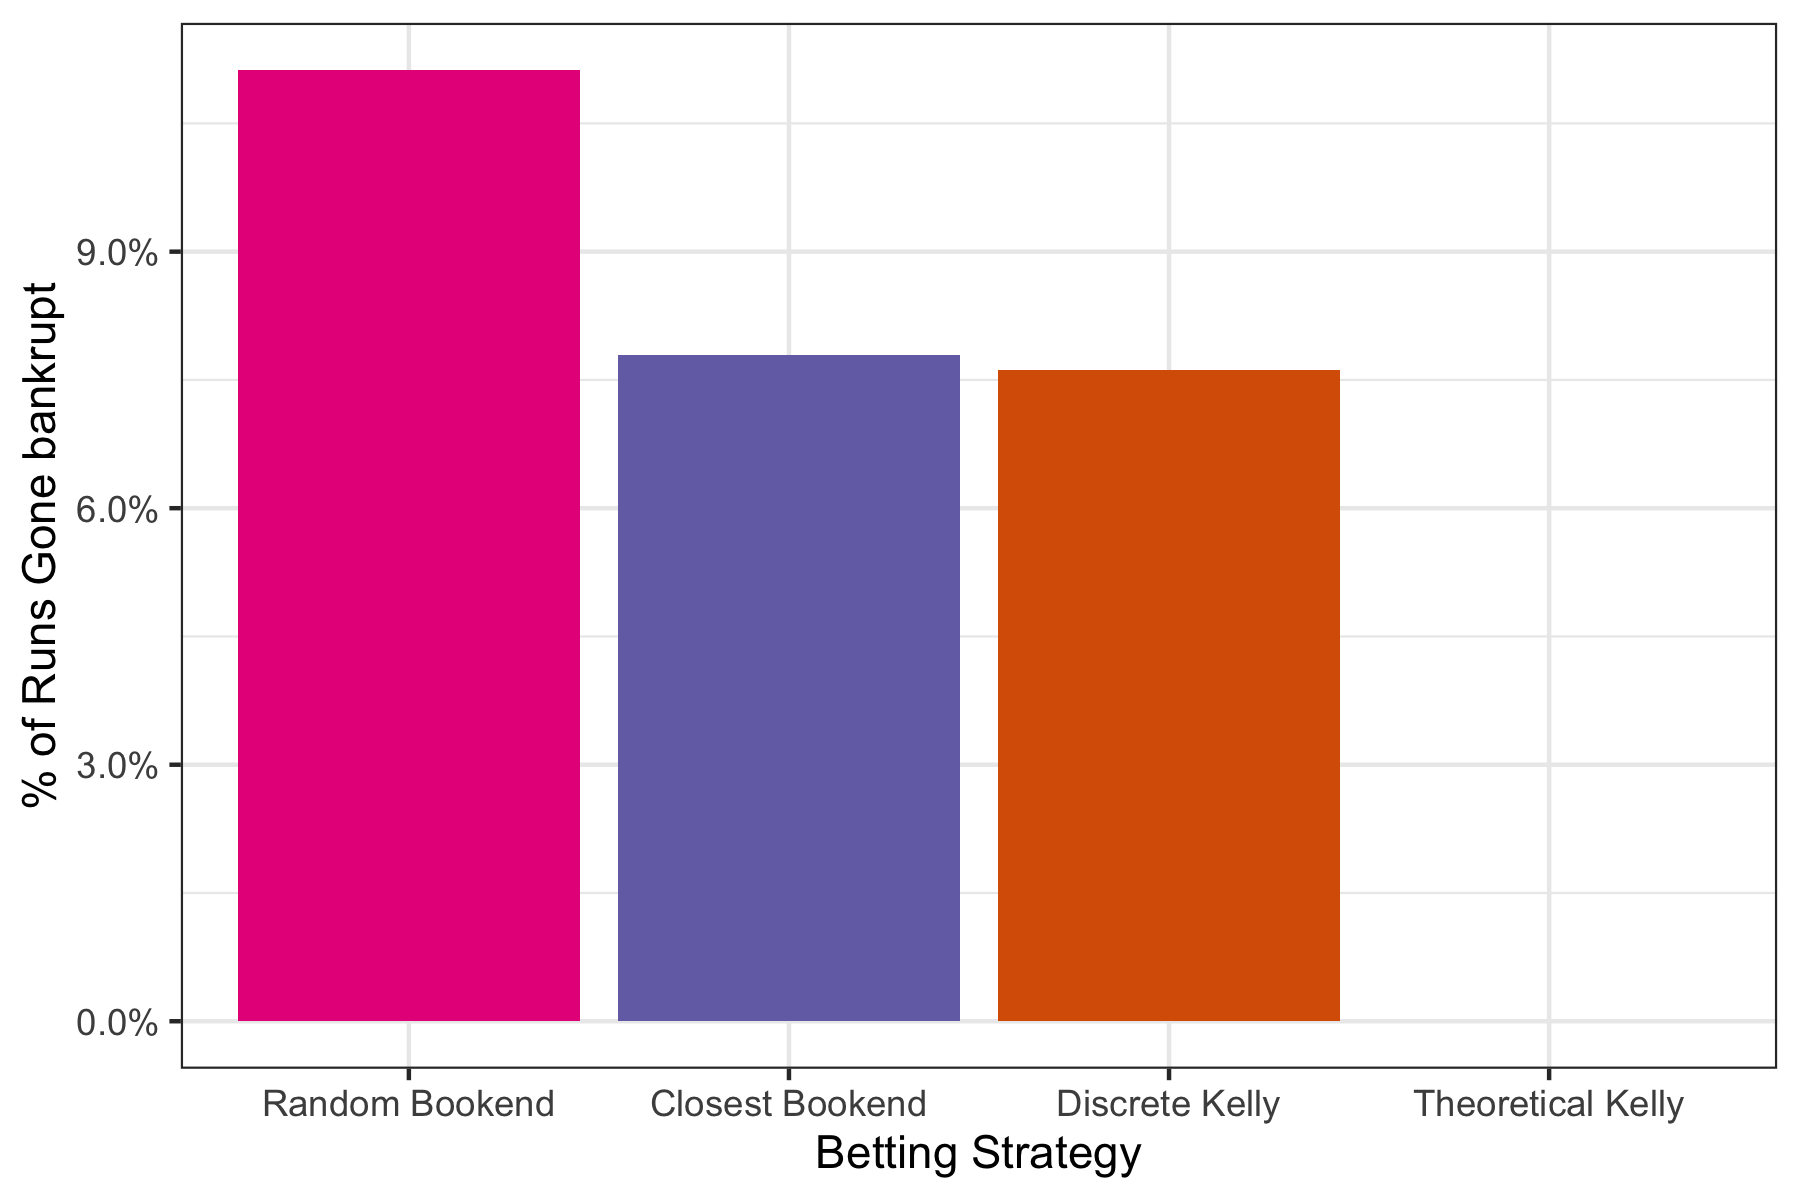 % of Runs Gone bankrupt
9.0%
6.0%
3.0%
0.0%
Random Bookend
Closest Bookend
Discrete Kelly
Theoretical Kelly
Betting Strategy